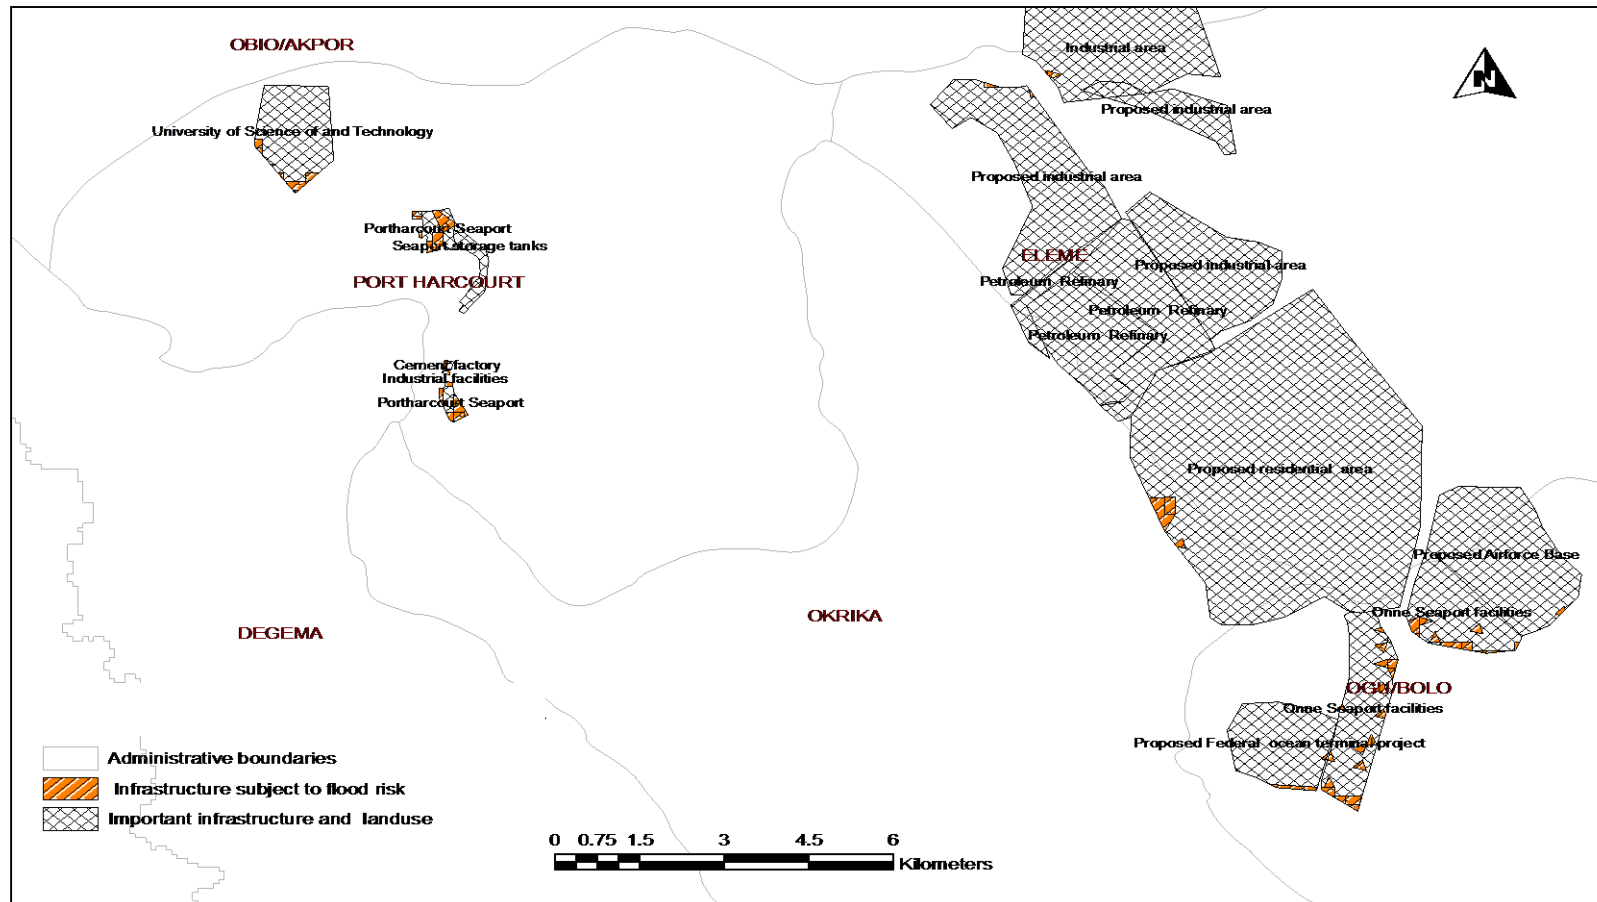 OBIO/AKPOR
Industrial area
N
Proposed industrial area
University of Science of and Technology
Proposed industrial area
Portharcourt Seaport
Seaport storage tanks
ELEME
Proposed industrial area
PORT HARCOURT
Petroleum Refinary
Petroleum Refinary
Petroleum Refinary
Cement factory
Industrial facilities
Portharcourt Seaport
Proposed residential area
Proposed Airforce Base
Onne Seaport facilities
OKRIKA
DEGEMA
OGU/BOLO
Onne Seaport facilities
Proposed Federal ocean terminal project
Administrative boundaries
Infrastructure subject to flood risk
Important infrastructure and landuse
0 0.75 1.5 3 4.5 6
Kilometers